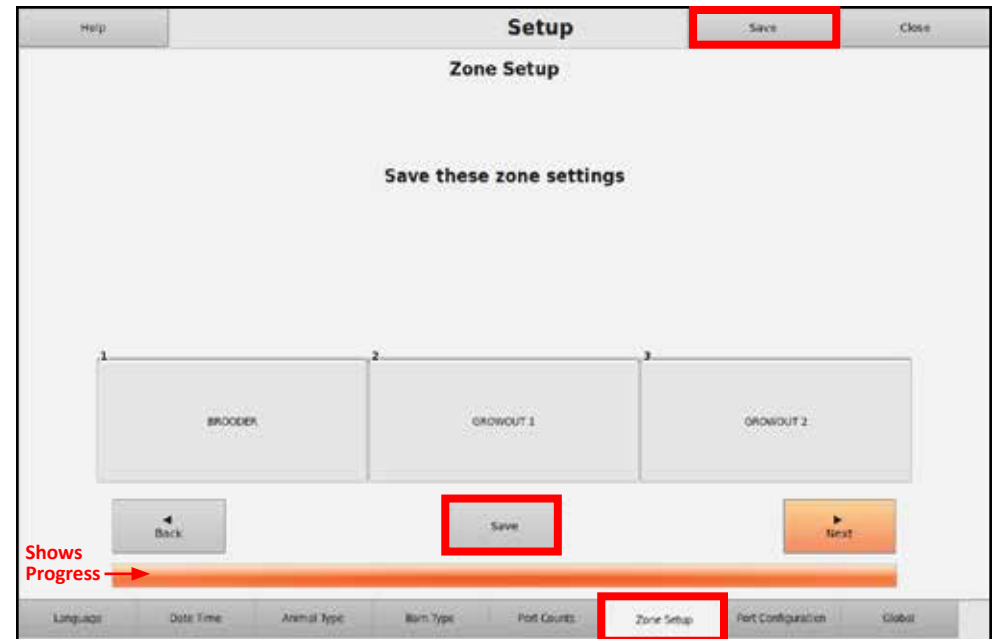 Help
Setup
Save
Close
Zone Setup
Save these zone settings
1
2
3
BROODER
GROWOUT 1
GROWOUT 2
◄
Back
Save
►
Next
Shows
Progress
Language
Date Time
Animal Type
Barn Type
Port Counts
Zone Setup
Port Configuration
Global